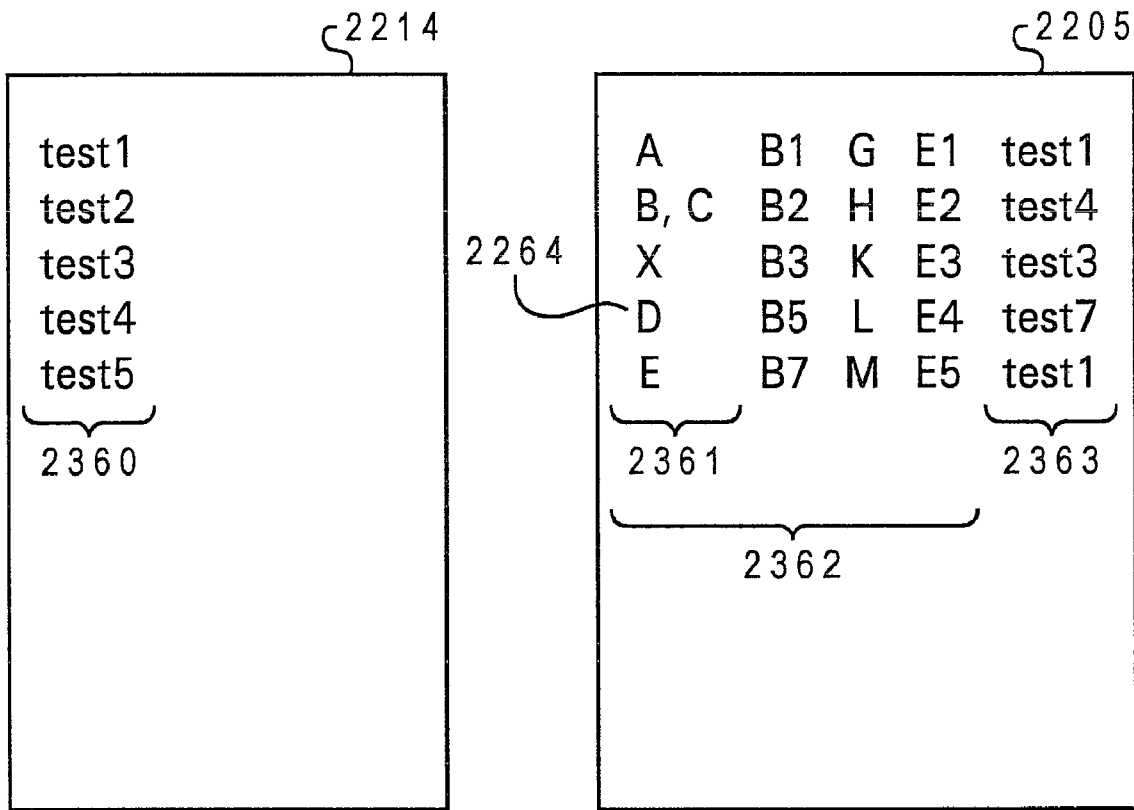 2214
test1
test2
test3
test4
test5
2360
2205
A B1 G E1 test1
B, C B2 H E2 test4
X B3 K E3 test3
D B5 L E4 test7
E B7 M E5 test1
2264
2361
2363
2362